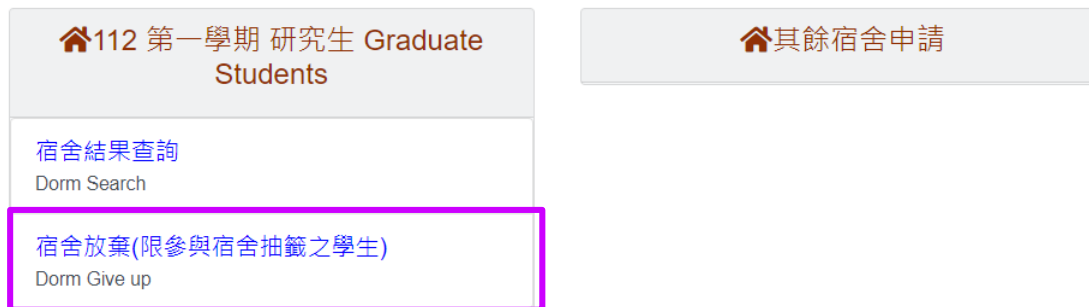 112 第一學期 研究生 Graduate
Students
宿舍結果查詢
Dorm Search
宿舍放棄(限參與宿舍抽籤之學生)
Dorm Give up
其餘宿舍申請